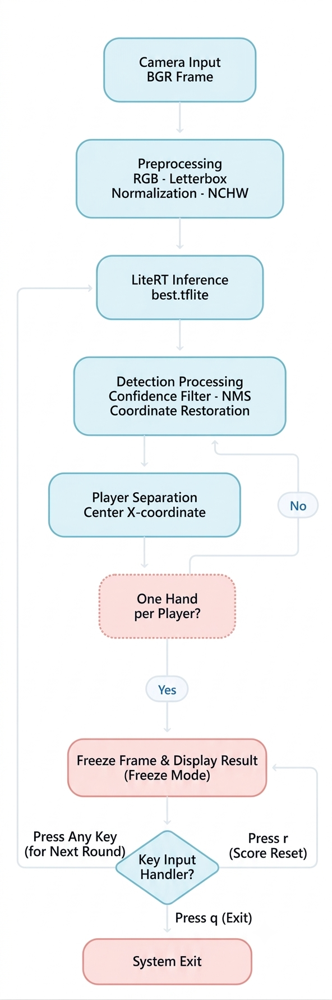 Camera Input
BGR Frame
Preprocessing
RGB - Letterbox
Normalization - NCHW
LiteRT Inference
best.tflite
Detection Processing
Confidence Filter - NMS
Coordinate Restoration
Player Separation
Center X-coordinate
No
One Hand
per Player?
Yes
Freeze Frame & Display Result
(Freeze Mode)
Press Any Key
(for Next Round)
Key Input
Handler?
Press r
(Score Reset)
Press q (Exit)
System Exit